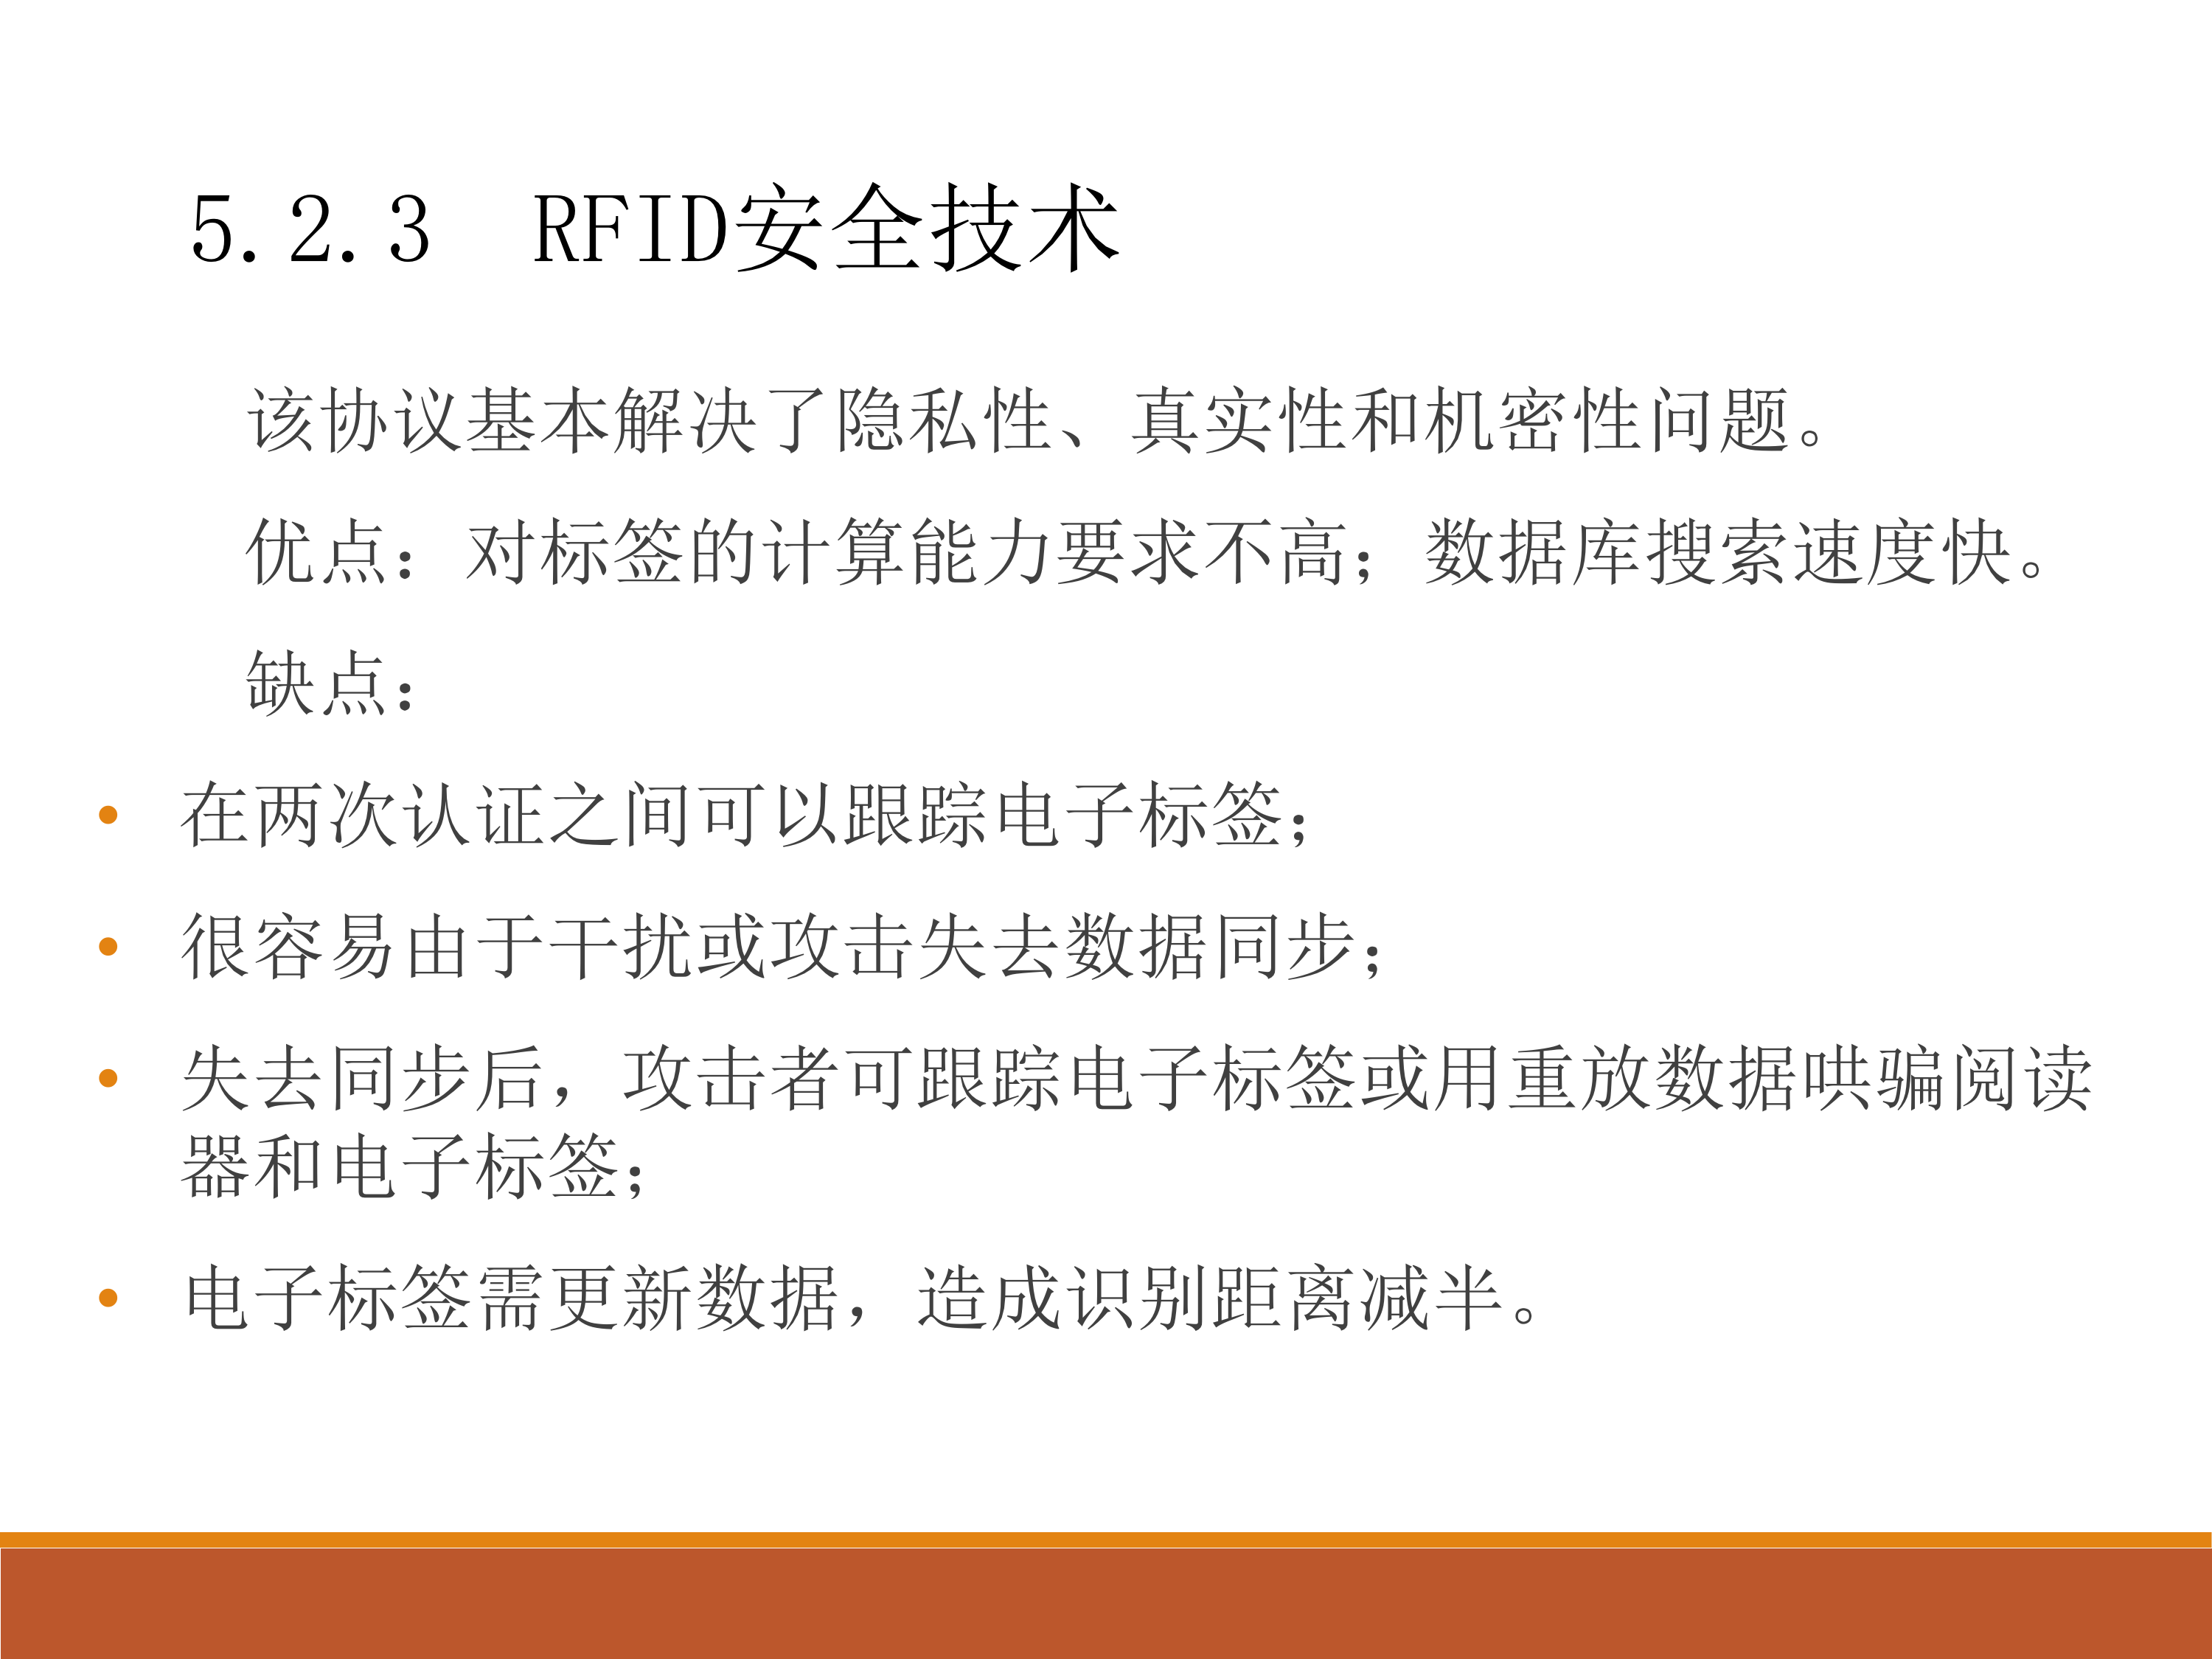 5.2.3 RFID安全技术
该协议基本解决了隐私性、 真安性和机密性问题。
优点： 对标签的计算能力要求不高； 数据库搜索速度快。
缺点：
在两次认证之间可以跟踪电子标签；
很容易由于干扰或攻击失去数据同步；
失去同步后，攻击者可跟踪电子标签或用重放数据哄骗阅读
器和电子标签；
电子标签需更新数据， 造成识别距离减半。